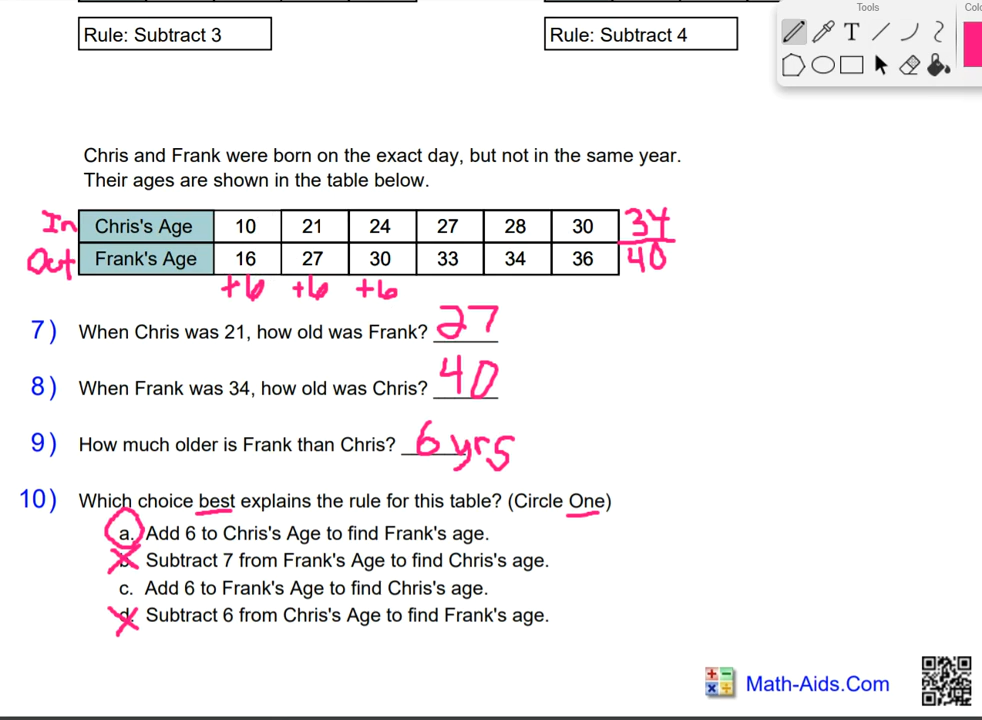 Tools Colo
Rule: Subtract 3 Rule: Subtract 4
Chris and Frank were born on the exact day, but not in the same year.
Their ages are shown in the table below.
In Chris's Age 10 21 24 27 28 30 34
Out Frank's Age 16 27 30 33 34 36 40
+6 +6 +6
7) When Chris was 21, how old was Frank? 27
8) When Frank was 34, how old was Chris? 40
9) How much older is Frank than Chris? 6 yrs
10) Which choice best explains the rule for this table? (Circle One)
a. Add 6 to Chris's Age to find Frank's age.
Subtract 7 from Frank's Age to find Chris's age.
c. Add 6 to Frank's Age to find Chris's age.
d. Subtract 6 from Chris's Age to find Frank's age.
Math-Aids.Com